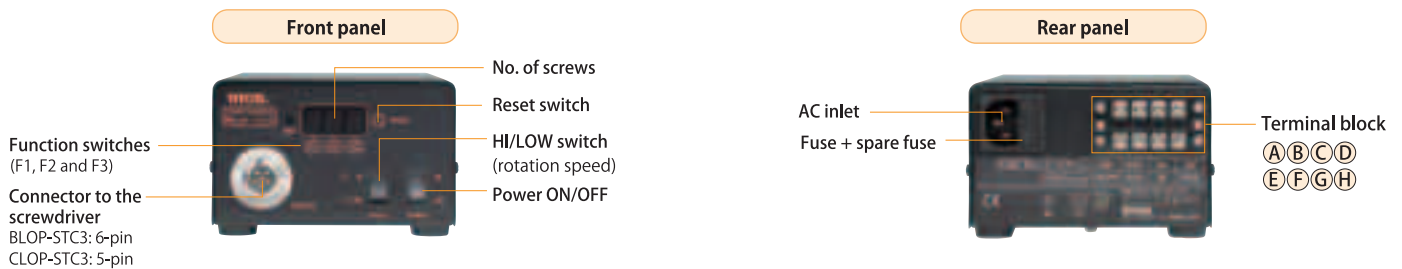 Front panel
No. of screws
Reset switch
HI/LOW switch
(rotation speed)
Power ON/OFF
Function switches
(F1, F2 and F3)
Connector to the
screwdriver
BLOP-STC3: 6-pin
CLOP-STC3: 5-pin
Rear panel
AC inlet
Fuse + spare fuse
Terminal block
A B C D
E F G H